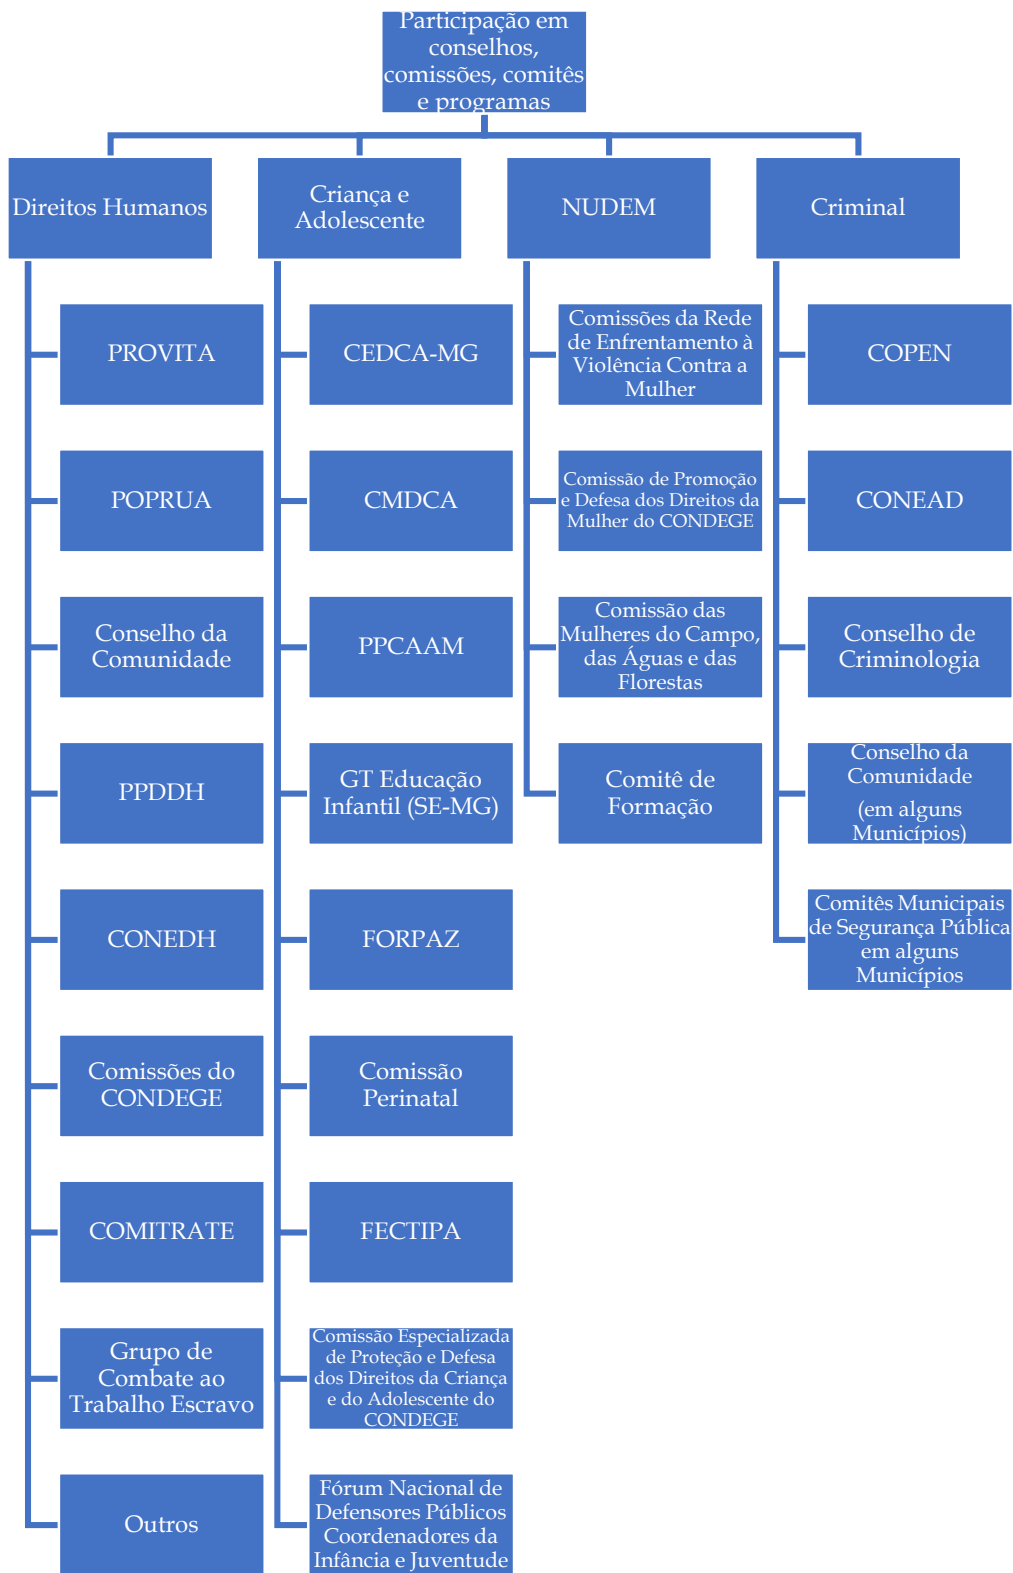 Participação em
conselhos,
comissões, comitês
e programas
Direitos Humanos
PROVITA
POPRUA
Conselho da
Comunidade
PPDDH
CONEDH
Comissões do
CONDEGE
COMITRATE
Grupo de
Combate ao
Trabalho Escravo
Outros
Criança e
Adolescente
CEDCA-MG
CMDCA
PPCAAM
GT Educação
Infantil (SE-MG)
FORPAZ
Comissão
Perinatal
FECTIPA
Comissão Especializada
de Proteção e Defesa
dos Direitos da Criança
e do Adolescente do
CONDEGE
Fórum Nacional de
Defensores Públicos
Coordenadores da
Infância e Juventude
NUDEM
Comissões da Rede
de Enfrentamento à
Violência Contra a
Mulher
Comissão de Promoção
e Defesa dos Direitos da
Mulher do CONDEGE
Comissão das
Mulheres do Campo,
das Águas e das
Florestas
Comitê de
Formação
Criminal
COPEN
CONEAD
Conselho de
Criminologia
Conselho da
Comunidade
(em alguns
Municípios)
Comitês Municipais
de Segurança Pública
em alguns
Municípios